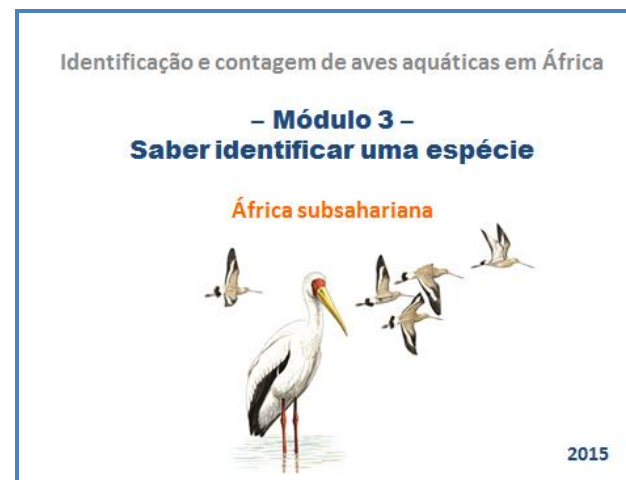 Identificação e contagem de aves aquáticas em África
– Módulo 3 –
Saber identificar uma espécie
África subsahariana
2015